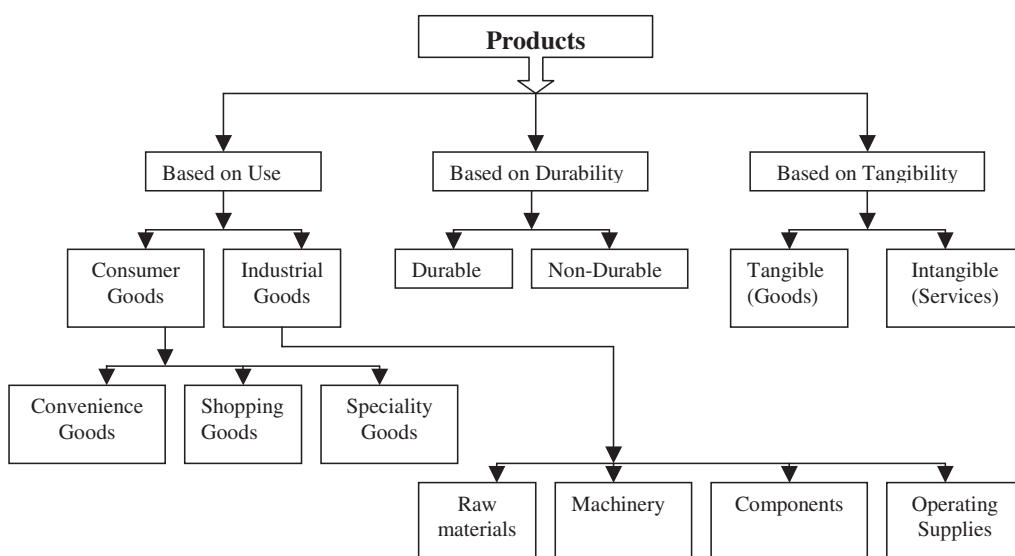 Products
Based on Use
Based on Durability
Based on Tangibility
Consumer
Goods
Industrial
Goods
Durable
Non-Durable
Tangible
(Goods)
Intangible
(Services)
Convenience
Goods
Shopping
Goods
Speciality
Goods
Raw
materials
Machinery
Components
Operating
Supplies